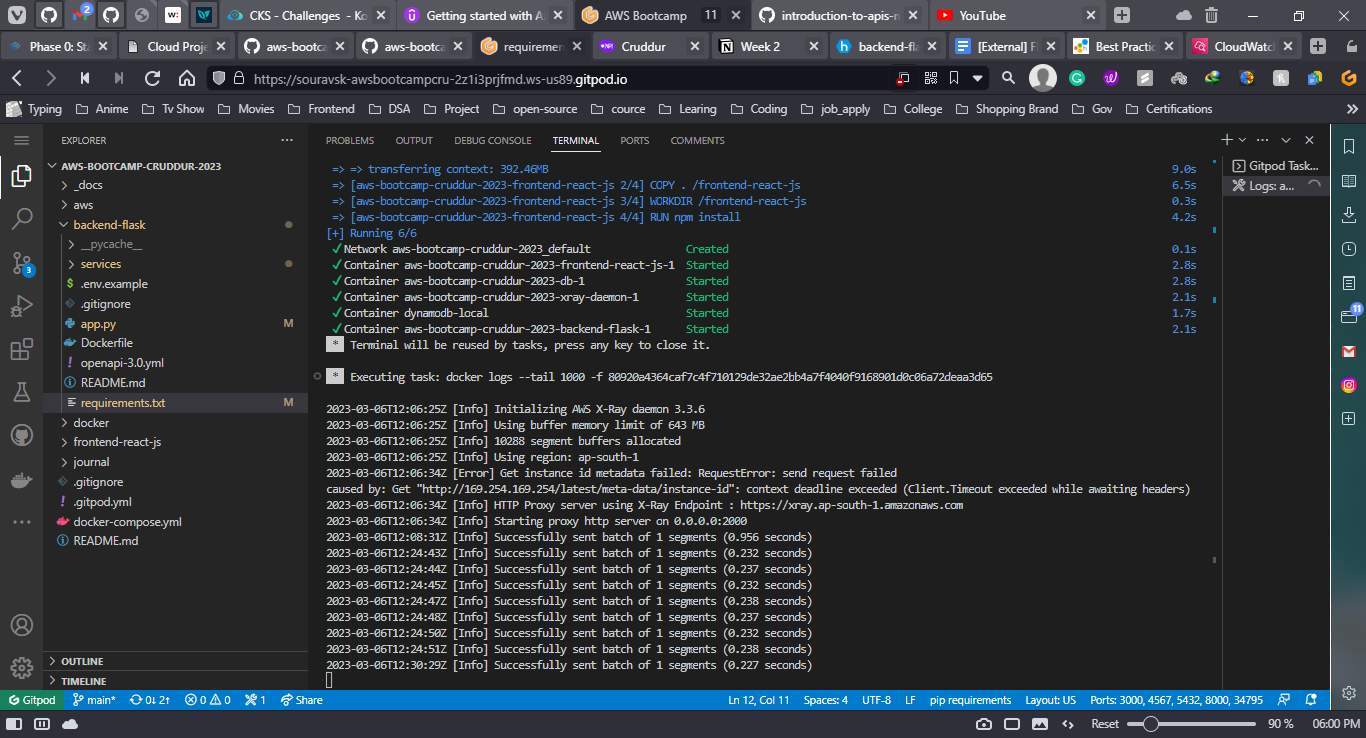 2
CKS - Challenges - Ko
Getting started with A
AWS Bootcamp
11
introduction-to-apis-r
YouTube
Phase 0: St
Cloud Proje
aws-bootca
aws-bootca
requiremen
Cruddur
Week 2
backend-fla
[External] F
Best Practic
CloudWatc
https://souravsk-awsbootcampcru-2z1i3prjfmd.ws-us89.gitpod.io
Typing
Anime
Tv Show
Movies
Frontend
DSA
Project
open-source
cource
Learing
Coding
job_apply
College
Shopping Brand
Gov
Certifications
EXPLORER
PROBLEMS
OUTPUT
DEBUG CONSOLE
TERMINAL
PORTS
COMMENTS
AWS-BOOTCAMP-CRUDDUR-2023
_docs
aws
backend-flask
__pycache__
services
.env.example
.gitignore
app.py M
Dockerfile
openapi-3.0.yml
README.md
requirements.txt M
docker
frontend-react-js
journal
.gitignore
.gitpod.yml
docker-compose.yml
README.md
OUTLINE
TIMELINE
3
=> => transferring context: 392.46MB 9.0s
=> [aws-bootcamp-cruddur-2023-frontend-react-js 2/4] COPY . /frontend-react-js 6.5s
=> [aws-bootcamp-cruddur-2023-frontend-react-js 3/4] WORKDIR /frontend-react-js 0.3s
=> [aws-bootcamp-cruddur-2023-frontend-react-js 4/4] RUN npm install 4.2s
[+] Running 6/6
✓Network aws-bootcamp-cruddur-2023_default Created 0.1s
✓Container aws-bootcamp-cruddur-2023-frontend-react-js-1 Started 2.8s
✓Container aws-bootcamp-cruddur-2023-db-1 Started 2.8s
✓Container aws-bootcamp-cruddur-2023-xray-daemon-1 Started 2.1s
✓Container dynamodb-local Started 1.7s
✓Container aws-bootcamp-cruddur-2023-backend-flask-1 Started 2.1s
* Terminal will be reused by tasks, press any key to close it.
* Executing task: docker logs --tail 1000 -f 80920a4364caf7c4f710129de32ae2bb4a7f4040f9168901d0c06a72deaa3d65
2023-03-06T12:06:25Z [Info] Initializing AWS X-Ray daemon 3.3.6
2023-03-06T12:06:25Z [Info] Using buffer memory limit of 643 MB
2023-03-06T12:06:25Z [Info] 10288 segment buffers allocated
2023-03-06T12:06:25Z [Info] Using region: ap-south-1
2023-03-06T12:06:34Z [Error] Get instance id metadata failed: RequestError: send request failed
caused by: Get "http://169.254.169.254/latest/meta-data/instance-id": context deadline exceeded (Client.Timeout exceeded while awaiting headers)
2023-03-06T12:06:34Z [Info] HTTP Proxy server using X-Ray Endpoint : https://xray.ap-south-1.amazonaws.com
2023-03-06T12:06:34Z [Info] Starting proxy http server on 0.0.0.0:2000
2023-03-06T12:08:31Z [Info] Successfully sent batch of 1 segments (0.956 seconds)
2023-03-06T12:24:43Z [Info] Successfully sent batch of 1 segments (0.232 seconds)
2023-03-06T12:24:44Z [Info] Successfully sent batch of 1 segments (0.237 seconds)
2023-03-06T12:24:45Z [Info] Successfully sent batch of 1 segments (0.232 seconds)
2023-03-06T12:24:47Z [Info] Successfully sent batch of 1 segments (0.238 seconds)
2023-03-06T12:24:48Z [Info] Successfully sent batch of 1 segments (0.237 seconds)
2023-03-06T12:24:50Z [Info] Successfully sent batch of 1 segments (0.232 seconds)
2023-03-06T12:24:51Z [Info] Successfully sent batch of 1 segments (0.238 seconds)
2023-03-06T12:30:29Z [Info] Successfully sent batch of 1 segments (0.227 seconds)
Gitpod Task...
Logs: a...
11
Gitpod
main*
0↓ 2↑
0
0
1
Share
Ln 12, Col 11
Spaces: 4
UTF-8
LF
pip requirements
Layout: US
Ports: 3000, 4567, 5432, 8000, 34795
Reset
90 %
06:00 PM